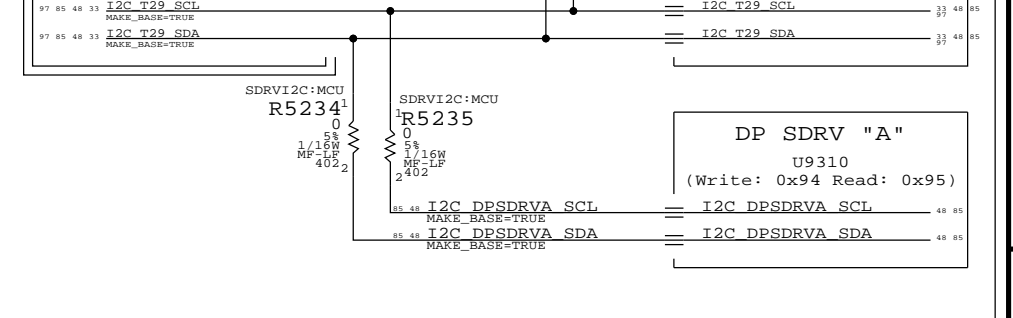 97 85 48 33 I2C_T29_SCL
MAKE_BASE=TRUE
I2C_T29_SCL 33 48 85
97
97 85 48 33 I2C_T29_SDA
MAKE_BASE=TRUE
I2C_T29_SDA 33 48 85
97
SDRVI2C:MCU
R5234
1
0
5%
1/16W
MF-LF
402
2
SDRVI2C:MCU
1
R5235
0
5%
1/16W
MF-LF
402
2
DP SDRV "A"
U9310
(Write: 0x94 Read: 0x95)
85 48 I2C_DPSDRVA_SCL
MAKE_BASE=TRUE
I2C_DPSDRVA_SCL 48 85
85 48 I2C_DPSDRVA_SDA
MAKE_BASE=TRUE
I2C_DPSDRVA_SDA 48 85